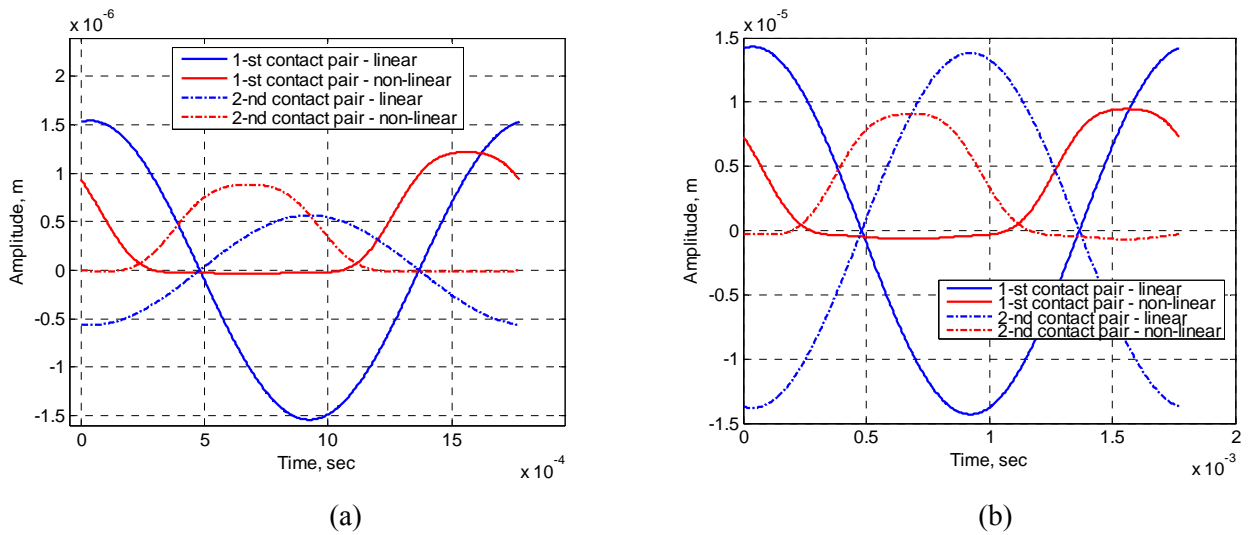 x 10^-6
2
1.5
1
0.5
0
-0.5
-1
-1.5
Amplitude, m
1-st contact pair - linear
1-st contact pair - non-linear
2-nd contact pair - linear
2-nd contact pair - non-linear
0
5
10
15
Time, sec
x 10^-4
(a)
x 10^-5
1.5
1
0.5
0
-0.5
-1
-1.5
Amplitude, m
1-st contact pair - linear
1-st contact pair - non-linear
2-nd contact pair - linear
2-nd contact pair - non-linear
0
0.5
1
1.5
2
Time, sec
x 10^-3
(b)